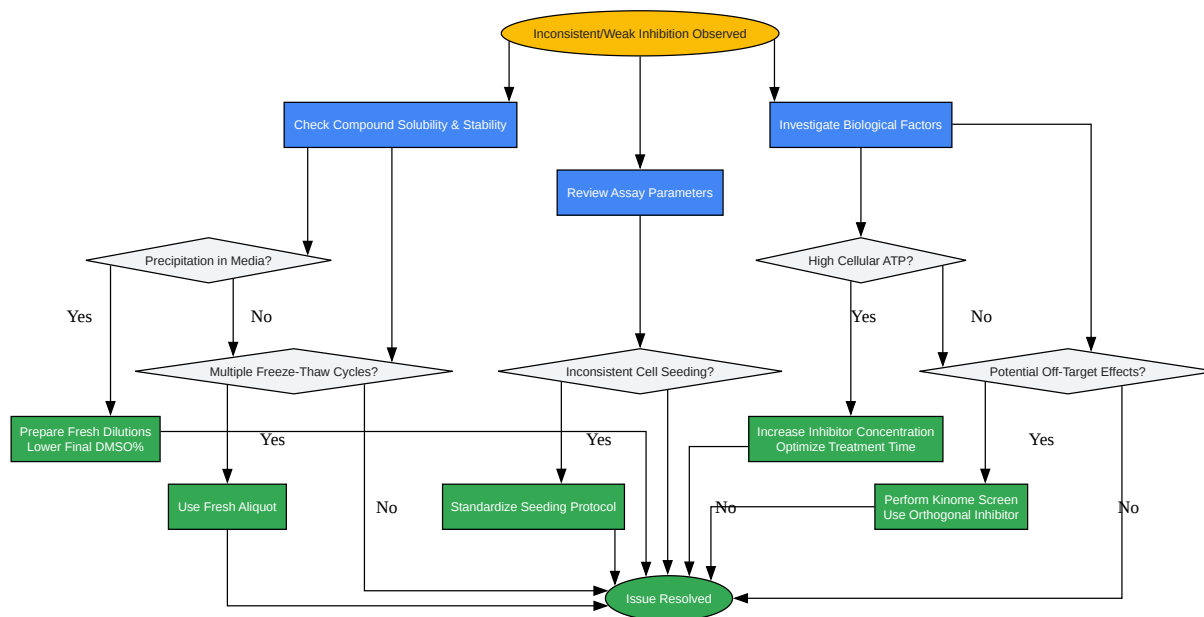 Inconsistent/Weak Inhibition Observed
Check Compound Solubility & Stability
Investigate Biological Factors
Review Assay Parameters
Precipitation in Media?
High Cellular ATP?
Yes
No
Yes
No
Multiple Freeze-Thaw Cycles?
Inconsistent Cell Seeding?
Potential Off-Target Effects?
Prepare Fresh Dilutions
Lower Final DMSO%
Yes
Yes
Increase Inhibitor Concentration
Optimize Treatment Time
Yes
Use Fresh Aliquot
No
Standardize Seeding Protocol
No
Perform Kinome Screen
Use Orthogonal Inhibitor
No
Issue Resolved